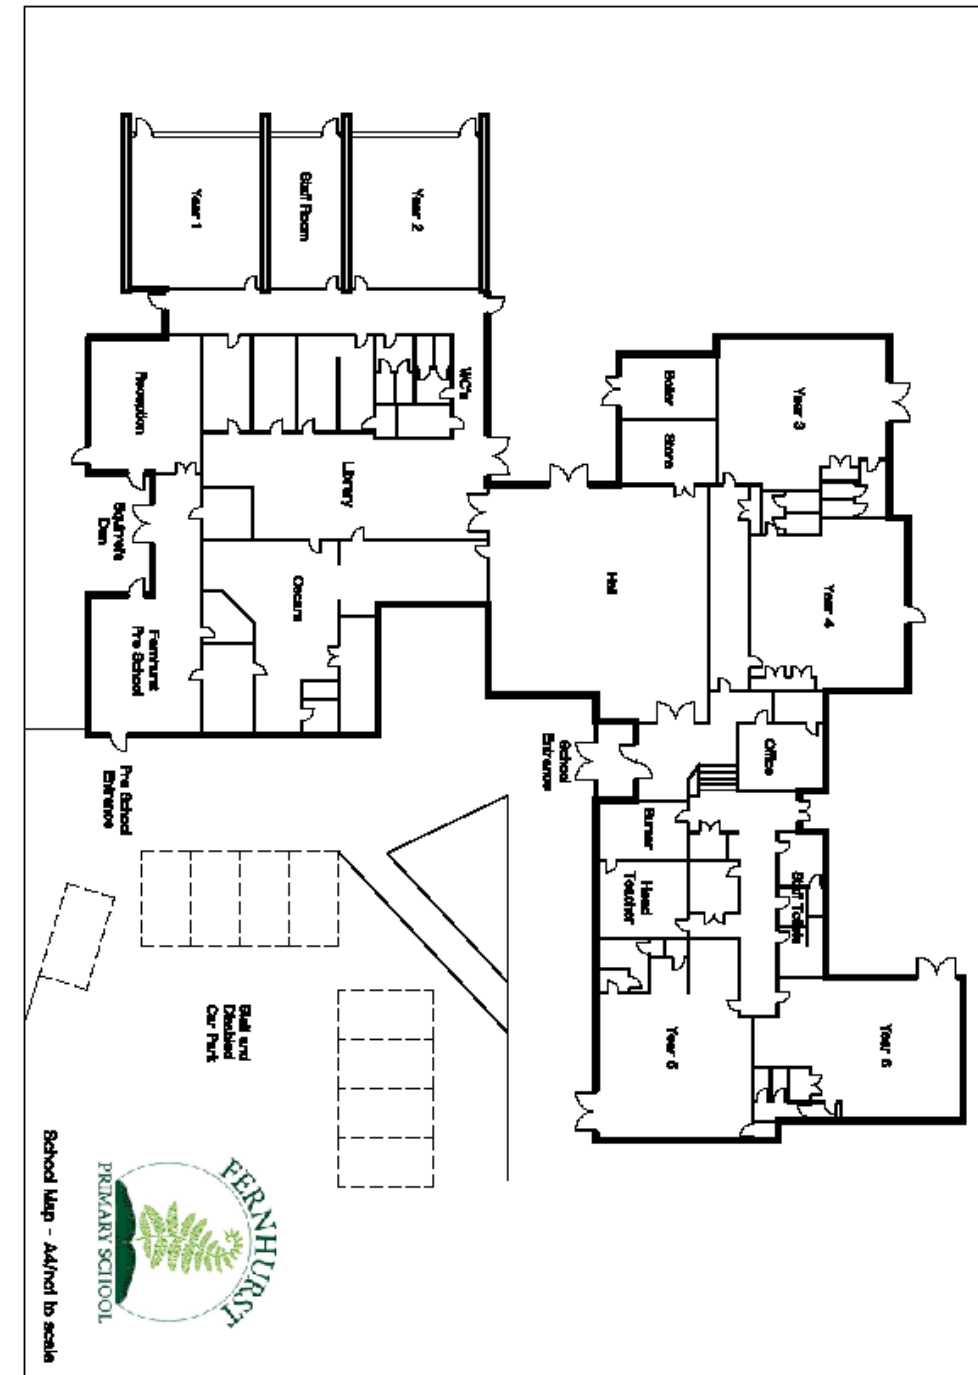 Year 6
Year 5
Staff Toilets
Head
Teacher
Bursar
Office
School
Entrance
Year 4
Year 3
Hall
Store
Boiler
Library
WC's
Oscars
Year 2
Staff Room
Year 1
Reception
Squirrels
Den
Fernhurst
Pre School
Pre School
Entrance
Staff and
Disabled
Car Park
FERNHURST
PRIMARY SCHOOL
School Map - A4/not to scale